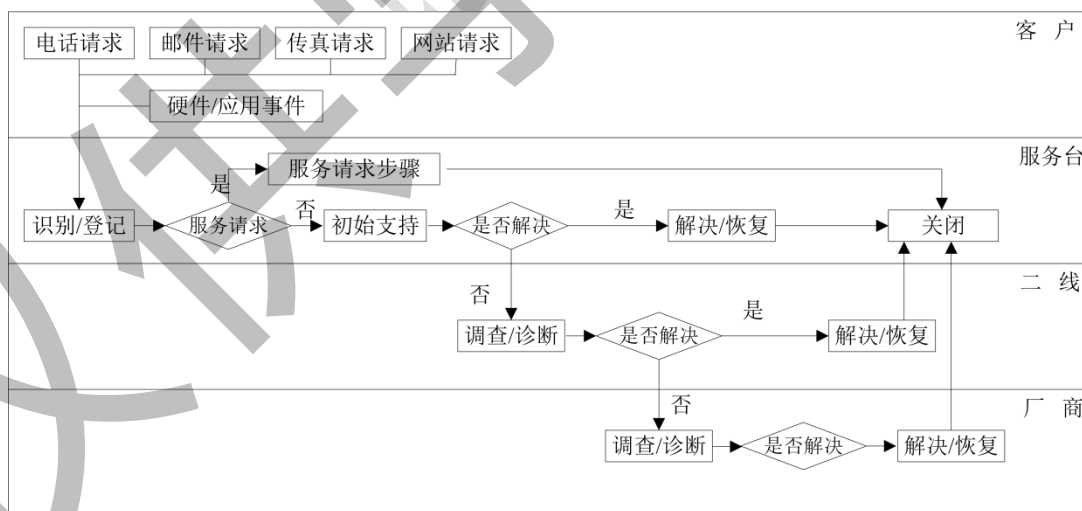 客 户
电话请求
邮件请求
传真请求
网站请求
硬件/应用事件
服务台
服务请求步骤
是
识别/登记
服务请求
否
初始支持
是否解决
是
解决/恢复
关闭
二 线
否
调查/诊断
是否解决
是
解决/恢复
厂 商
否
调查/诊断
是否解决
解决/恢复